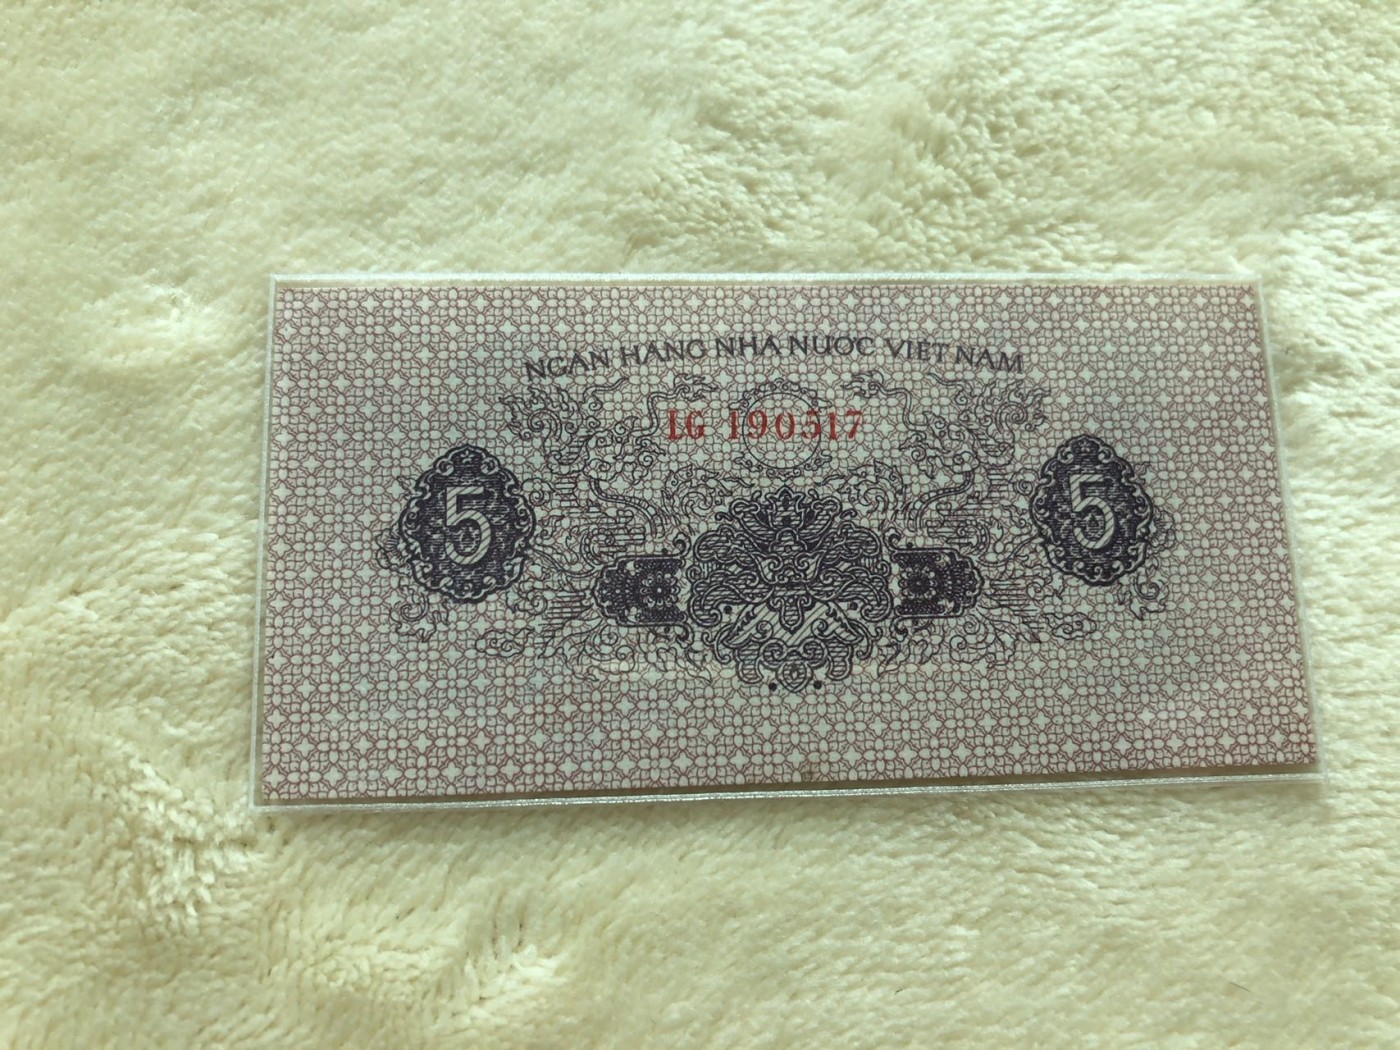 NGÂN HÀNG NHÀ NƯỚC VIỆT NAM
LG 190517
5 5